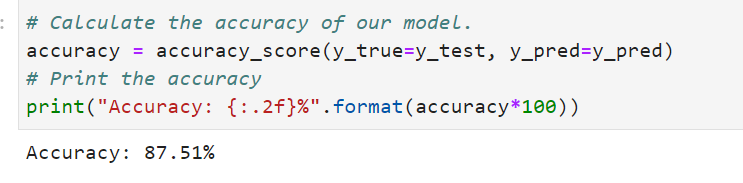 :
# Calculate the accuracy of our model.
accuracy = accuracy_score(y_true=y_test, y_pred=y_pred)
# Print the accuracy
print("Accuracy: {:.2f}%".format(accuracy*100))
Accuracy: 87.51%